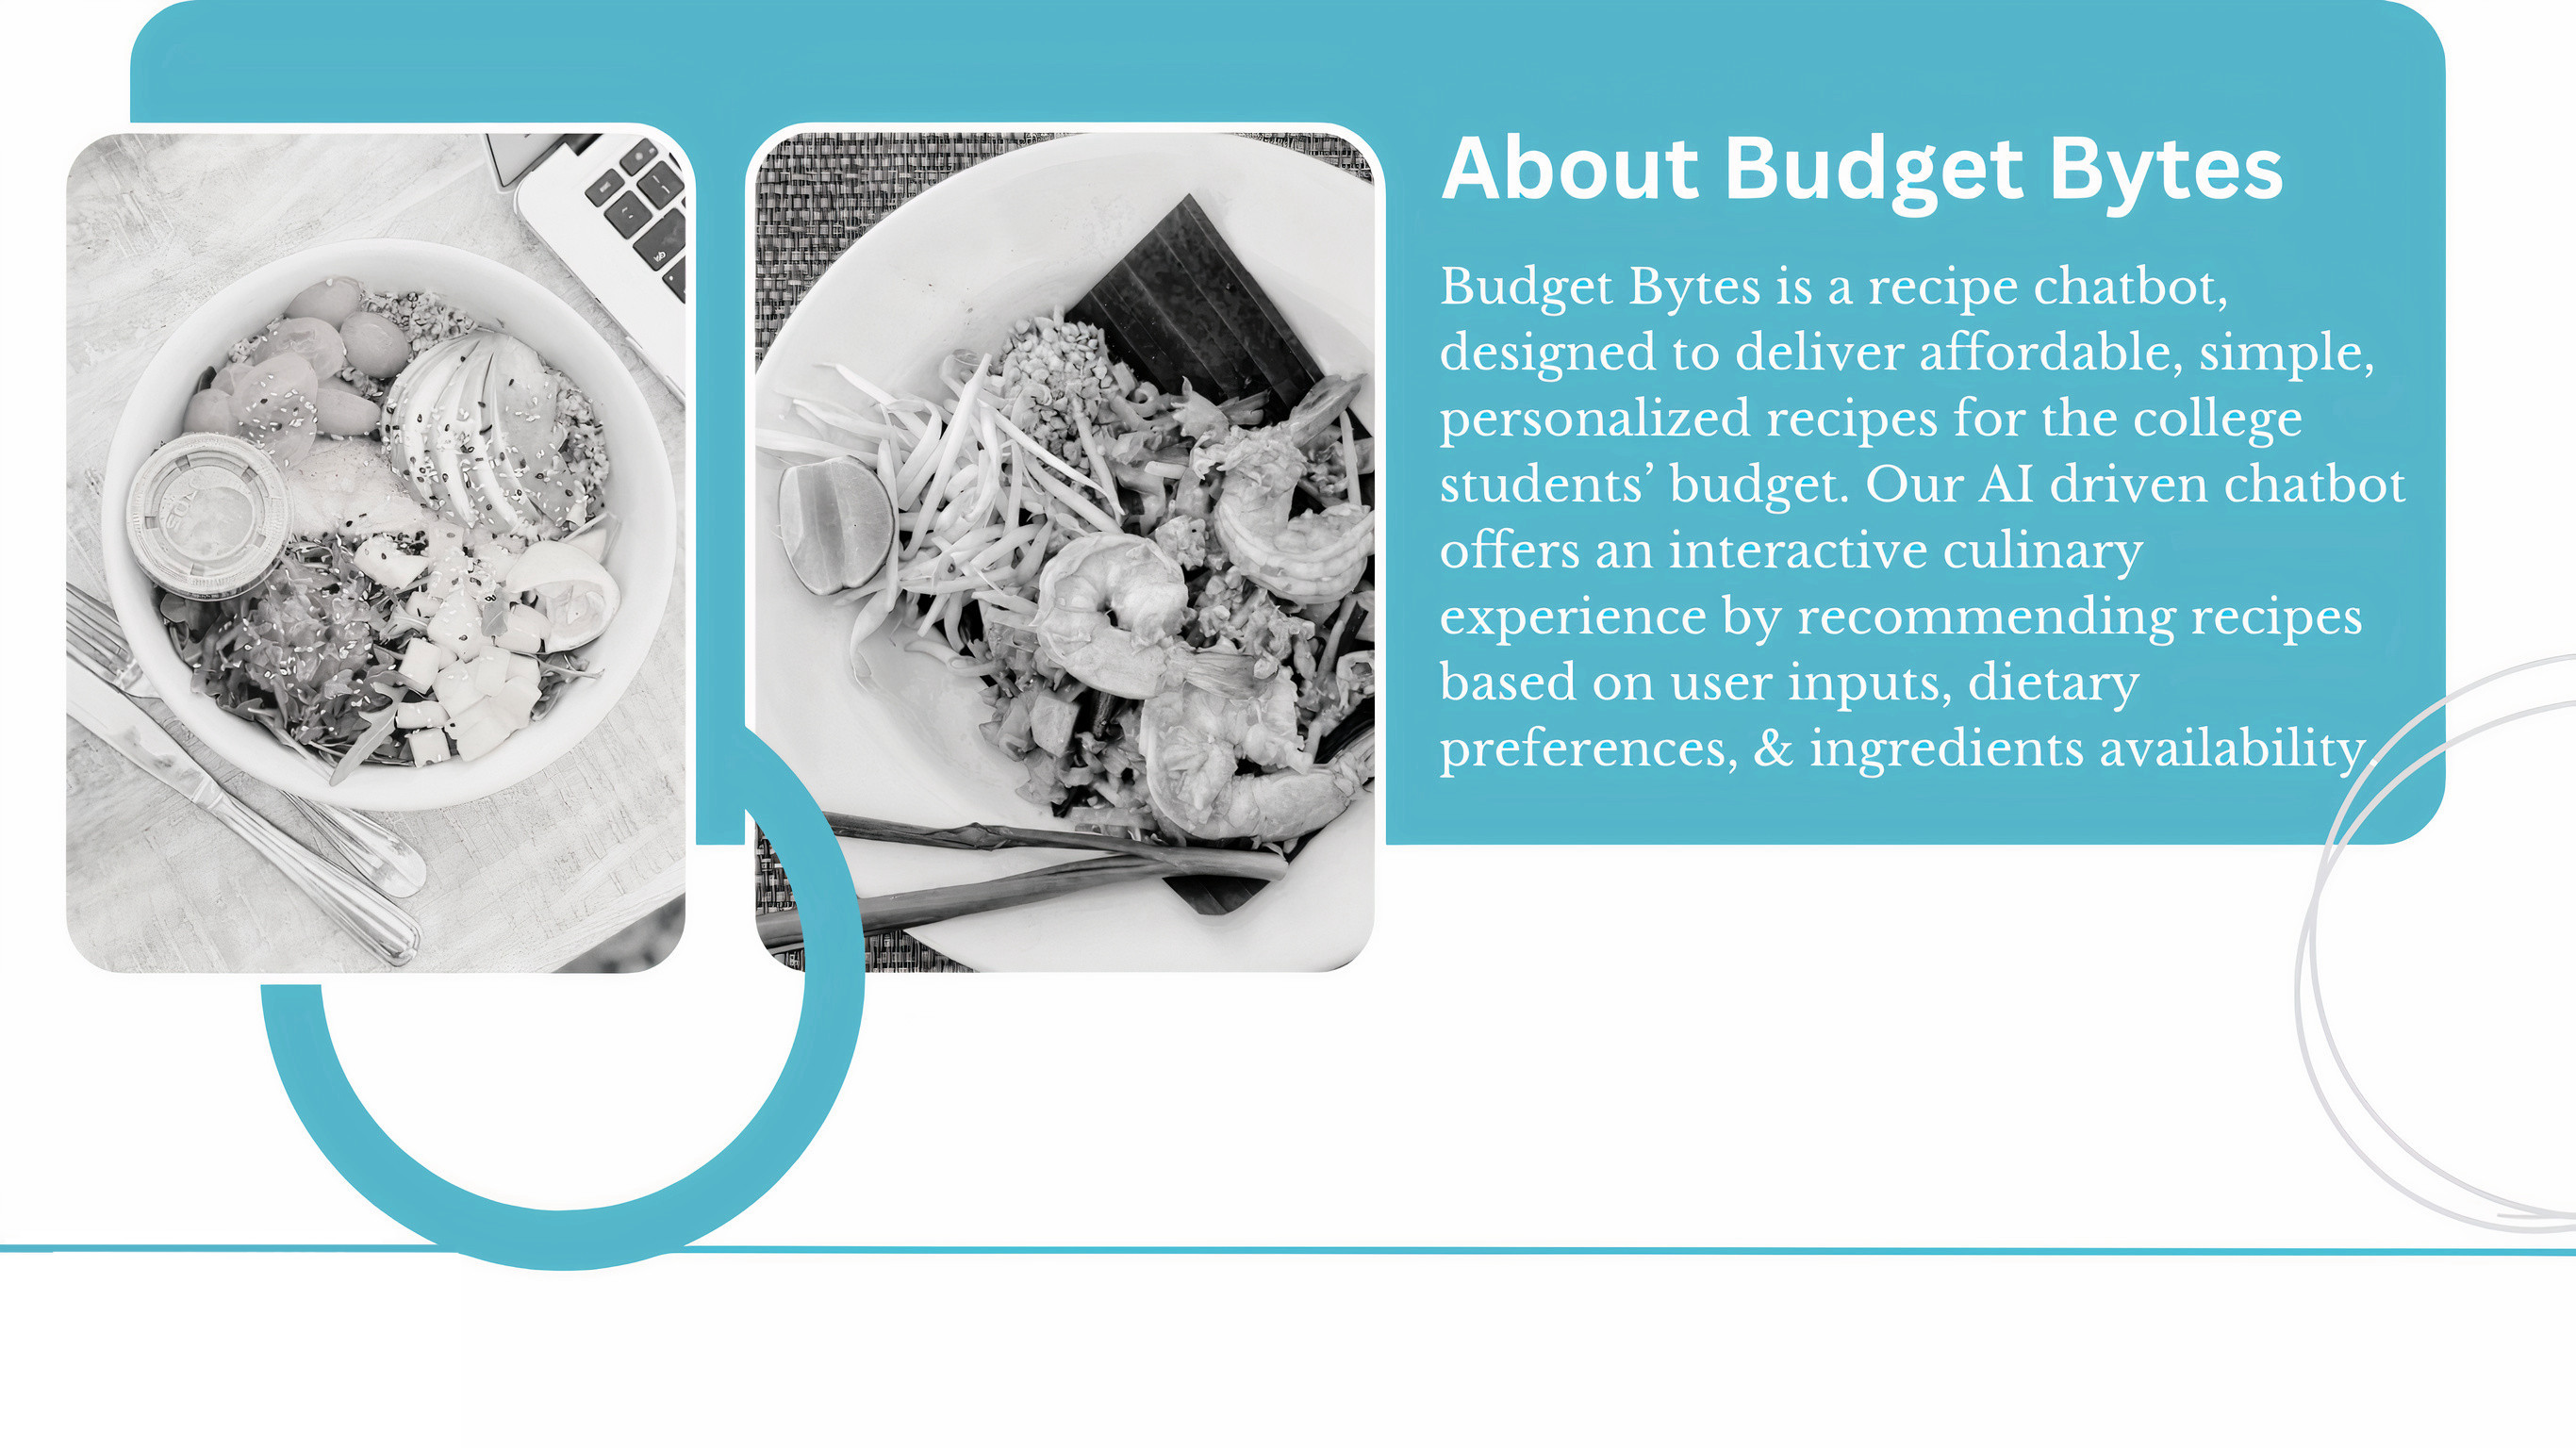 About Budget Bytes
Budget Bytes is a recipe chatbot,
designed to deliver affordable, simple,
personalized recipes for the college
students’ budget. Our AI driven chatbot
offers an interactive culinary
experience by recommending recipes
based on user inputs, dietary
preferences, & ingredients availability.